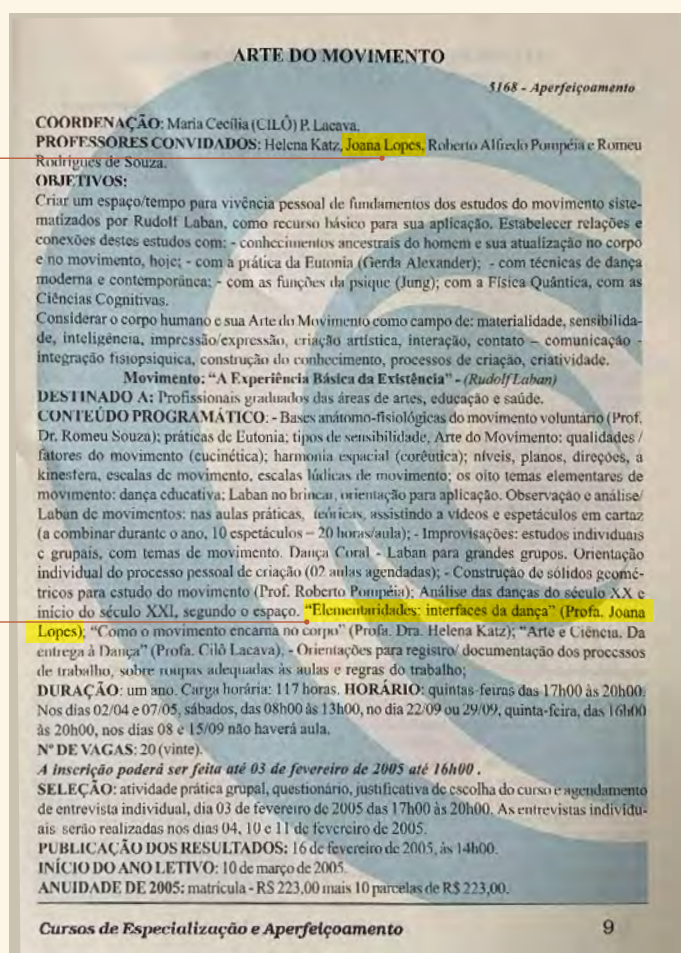 ARTE DO MOVIMENTO
5168 - Aperfeiçoamento
COORDENAÇÃO: Maria Cecília (CILÔ) P. Lacava.
PROFESSORES CONVIDADOS: Helena Katz, Joana Lopes, Roberto Alfredo Pompéia e Romeu
Rodrigues de Souza.
OBJETIVOS:
Criar um espaço/tempo para vivência pessoal de fundamentos dos estudos do movimento siste-
matizados por Rudolf Laban, como recurso básico para sua aplicação. Estabelecer relações e
conexões destes estudos com: - conhecimentos ancestrais do homem e sua atualização no corpo
e no movimento, hoje; - com a prática da Eutonia (Gerda Alexander); - com técnicas de dança
moderna e contemporânea; - com as funções da psique (Jung); com a Física Quântica, com as
Ciências Cognitivas.
Considerar o corpo humano e sua Arte do Movimento como campo de: materialidade, sensibilida-
de, inteligência, impressão/expressão, criação artística, interação, contato – comunicação -
integração fisiopsíquica, construção do conhecimento, processos de criação, criatividade.
Movimento: “A Experiência Básica da Existência” - (Rudolf Laban)
DESTINADO A: Profissionais graduados das áreas de artes, educação e saúde.
CONTEÚDO PROGRAMÁTICO: - Bases anátomo-fisiológicas do movimento voluntário (Prof.
Dr. Romeu Souza); práticas de Eutonia; tipos de sensibilidade, Arte do Movimento: qualidades /
fatores do movimento (eucinética); harmonia espacial (corêutica); níveis, planos, direções, a
kinesfera, escalas de movimento, escalas lúdicas de movimento; os oito temas elementares de
movimento: dança educativa; Laban no brincar, orientação para aplicação. Observação e análise/
Laban de movimentos: nas aulas práticas, teóricas, assistindo a vídeos e espetáculos em cartaz
(a combinar durante o ano, 10 espetáculos – 20 horas/aula); - Improvisações: estudos individuais
e grupais, com temas de movimento. Dança Coral - Laban para grandes grupos. Orientação
individual do processo pessoal de criação (02 aulas agendadas); - Construção de sólidos geomé-
tricos para estudo do movimento (Prof. Roberto Pompéia); Análise das danças do século XX e
início do século XXI, segundo o espaço. “Elementaridades: interfaces da dança” (Profa. Joana
Lopes); “Como o movimento encarna no corpo” (Profa. Dra. Helena Katz); “Arte e Ciência. Da
entrega à Dança” (Profa. Cilô Lacava), - Orientações para registro/ documentação dos processos
de trabalho, sobre roupas adequadas às aulas e regras do trabalho;
DURAÇÃO: um ano. Carga horária: 117 horas. HORÁRIO: quintas-feiras das 17h00 às 20h00.
Nos dias 02/04 e 07/05, sábados, das 08h00 às 13h00, no dia 22/09 ou 29/09, quinta-feira, das 16h00
às 20h00, nos dias 08 e 15/09 não haverá aula.
Nº DE VAGAS: 20 (vinte).
A inscrição poderá ser feita até 03 de fevereiro de 2005 até 16h00 .
SELEÇÃO: atividade prática grupal, questionário, justificativa de escolha do curso e agendamento
de entrevista individual, dia 03 de fevereiro de 2005 das 17h00 às 20h00. As entrevistas individu-
ais serão realizadas nos dias 04, 10 e 11 de fevereiro de 2005.
PUBLICAÇÃO DOS RESULTADOS: 16 de fevereiro de 2005, às 14h00.
INÍCIO DO ANO LETIVO: 10 de março de 2005.
ANUIDADE DE 2005: matrícula - R$ 223,00 mais 10 parcelas de R$ 223,00.
Cursos de Especialização e Aperfeiçoamento 9